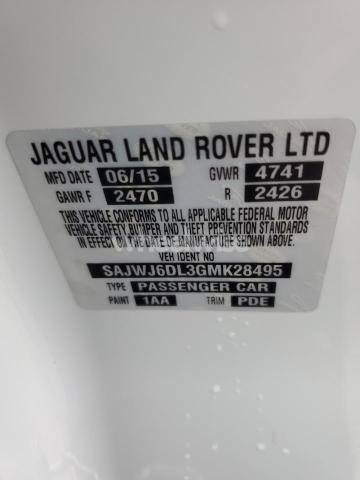 JAGUAR LAND ROVER LTD
MFD DATE 06/15 GVWR 4741
GAWR F 2470 R 2426
THIS VEHICLE CONFORMS TO ALL APPLICABLE FEDERAL MOTOR
VEHICLE SAFETY,BUMPER AND THEFT PREVENTION STANDARDS
IN EFFECT ON THE DATE OF MANUFACTURE SHOWN ABOVE
VEH IDENT NO
SAJWJ6DL3GMK28495
TYPE PASSENGER CAR
PAINT 1AA TRIM PDE